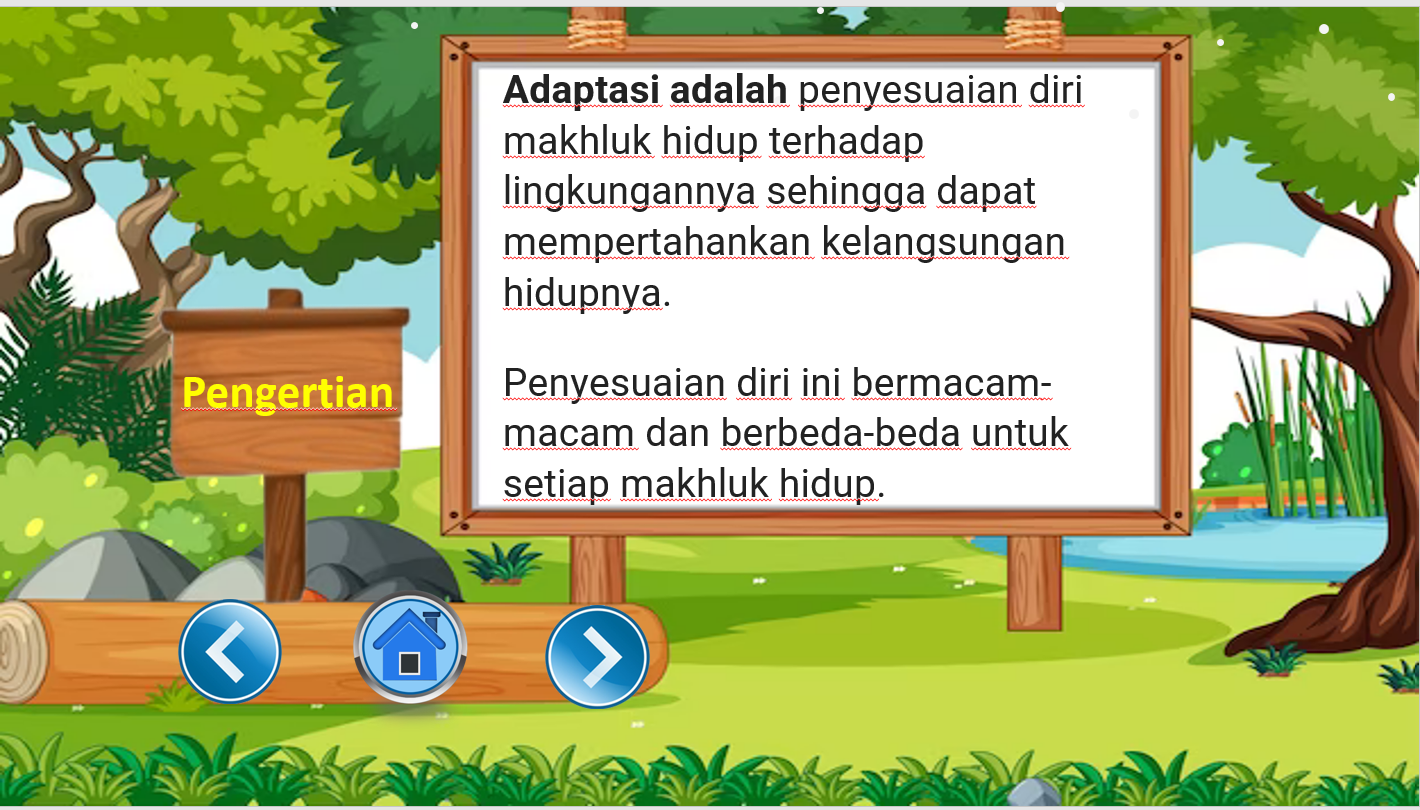 Adaptasi adalah penyesuaian diri
makhluk hidup terhadap
lingkungannya sehingga dapat
mempertahankan kelangsungan
hidupnya.
Pengertian
Penyesuaian diri ini bermacam-
macam dan berbeda-beda untuk
setiap makhluk hidup.